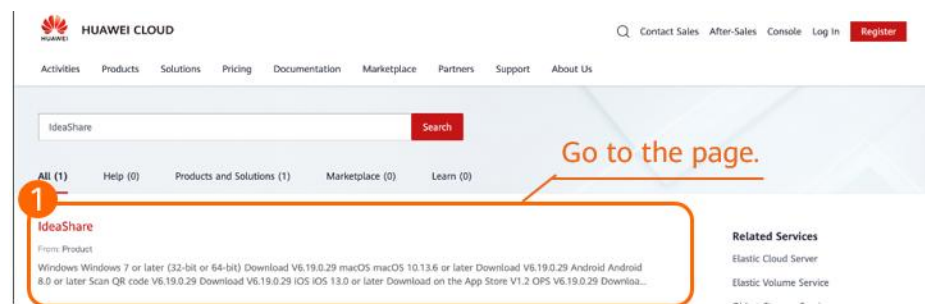 HUAWEI
HUAWEI CLOUD
Contact Sales After-Sales Console Log In Register
Activities Products Solutions Pricing Documentation Marketplace Partners Support About Us
IdeaShare Search
Go to the page.
All (1) Help (0) Products and Solutions (1) Marketplace (0) Learn (0)
1
IdeaShare
From: Product
Windows Windows 7 or later (32-bit or 64-bit) Download V6.19.0.29 macOS macOS 10.13.6 or later Download V6.19.0.29 Android Android
8.0 or later Scan QR code V6.19.0.29 Download V6.19.0.29 iOS iOS 13.0 or later Download on the App Store V1.2 OPS V6.19.0.29 Downloa...
Related Services
Elastic Cloud Server
Elastic Volume Service